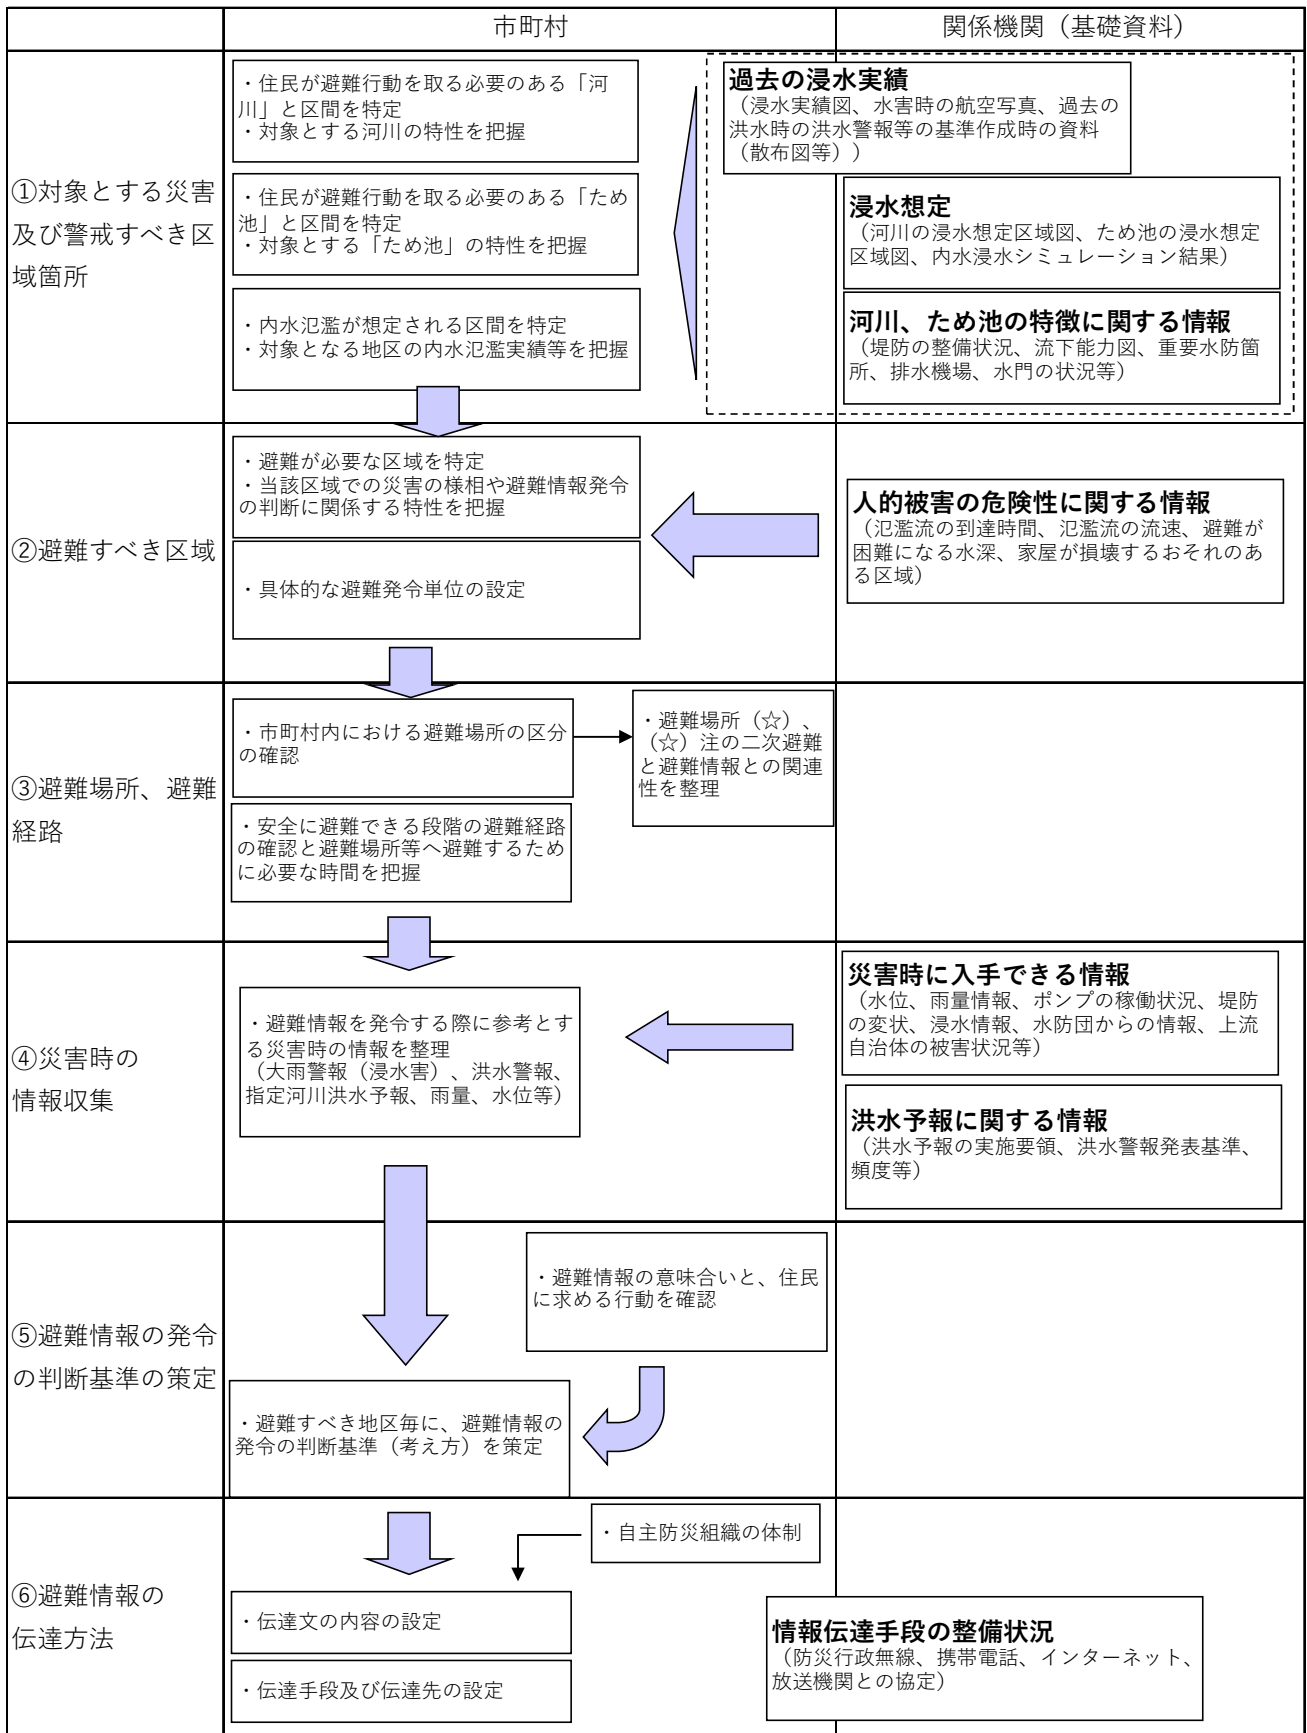 市町村
関係機関（基礎資料）
①対象とする災害
及び警戒すべき区
域箇所
・住民が避難行動を取る必要のある「河
川」と区間を特定
・対象とする河川の特性を把握
・住民が避難行動を取る必要のある「ため
池」と区間を特定
・対象とする「ため池」の特性を把握
・内水氾濫が想定される区間を特定
・対象となる地区の内水氾濫実績等を把握
過去の浸水実績
（浸水実績図、水害時の航空写真、過去の
洪水時の洪水警報等の基準作成時の資料
（散布図等））
浸水想定
（河川の浸水想定区域図、ため池の浸水想定
区域図、内水浸水シミュレーション結果）
河川、ため池の特徴に関する情報
（堤防の整備状況、流下能力図、重要水防箇
所、排水機場、水門の状況等）
②避難すべき区域
・避難が必要な区域を特定
・当該区域での災害の様相や避難情報発令
の判断に関係する特性を把握
・具体的な避難発令単位の設定
人的被害の危険性に関する情報
（氾濫流の到達時間、氾濫流の流速、避難が
困難になる水深、家屋が損壊するおそれのあ
る区域）
③避難場所、避難
経路
・市町村内における避難場所の区分
の確認
・避難場所（☆）、
（☆）注の二次避難
と避難情報との関連
性を整理
・安全に避難できる段階の避難経路
の確認と避難場所等へ避難するため
に必要な時間を把握
④災害時の
情報収集
・避難情報を発令する際に参考とす
る災害時の情報を整理
（大雨警報（浸水害）、洪水警報、
指定河川洪水予報、雨量、水位等）
災害時に入手できる情報
（水位、雨量情報、ポンプの稼働状況、堤防
の変状、浸水情報、水防団からの情報、上流
自治体の被害状況等）
洪水予報に関する情報
（洪水予報の実施要領、洪水警報発表基準、
頻度等）
⑤避難情報の発令
の判断基準の策定
・避難情報の意味合いと、住民
に求める行動を確認
・避難すべき地区毎に、避難情報の
発令の判断基準（考え方）を策定
⑥避難情報の
伝達方法
・自主防災組織の体制
・伝達文の内容の設定
・伝達手段及び伝達先の設定
情報伝達手段の整備状況
（防災行政無線、携帯電話、インターネット、
放送機関との協定）